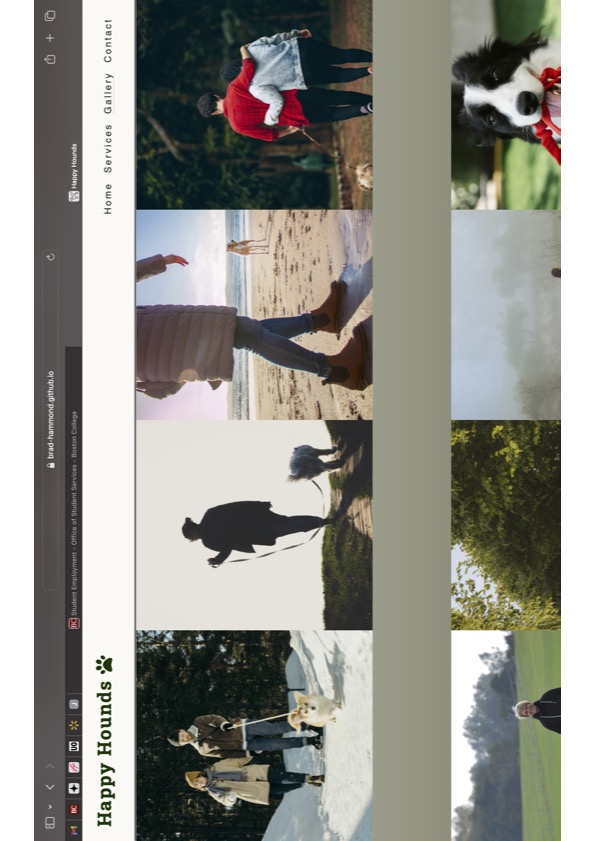 brad-hammond.github.io
BC
BC
Student Employment - Office of Student Services - Boston College
Happy Hounds
Happy Hounds
Home Services Gallery Contact